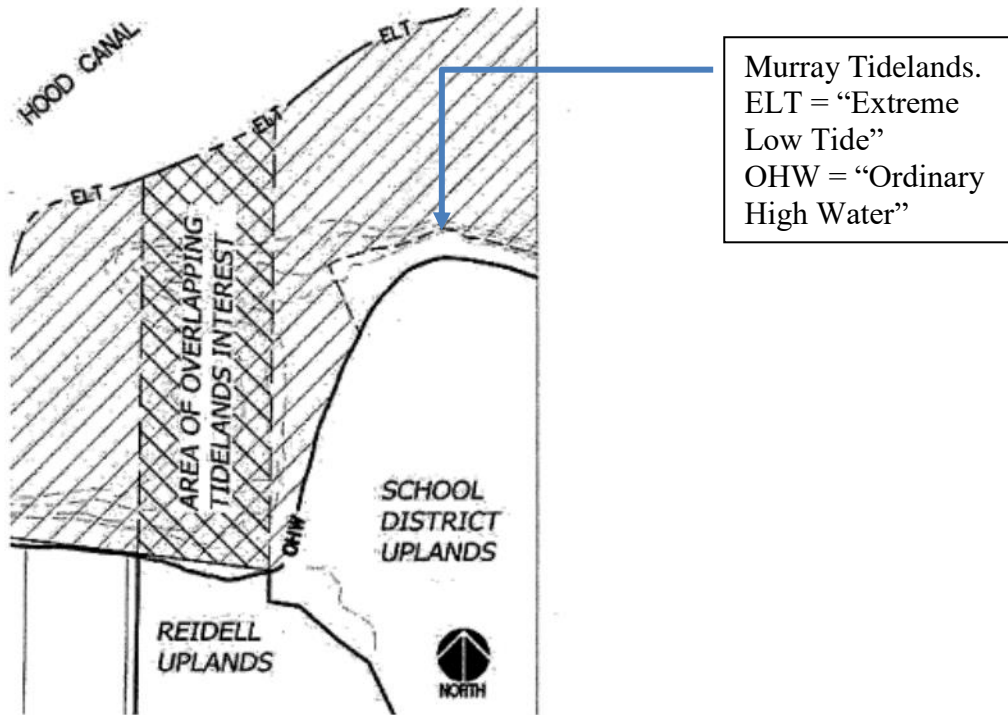 HOOD CANAL
ELT
ELT
ELT
Murray Tidelands.
ELT = “Extreme
Low Tide”
OHW = “Ordinary
High Water”
AREA OF OVERLAPPING
TIDELANDS INTEREST
OHW
SCHOOL
DISTRICT
UPLANDS
REIDELL
UPLANDS
NORTH